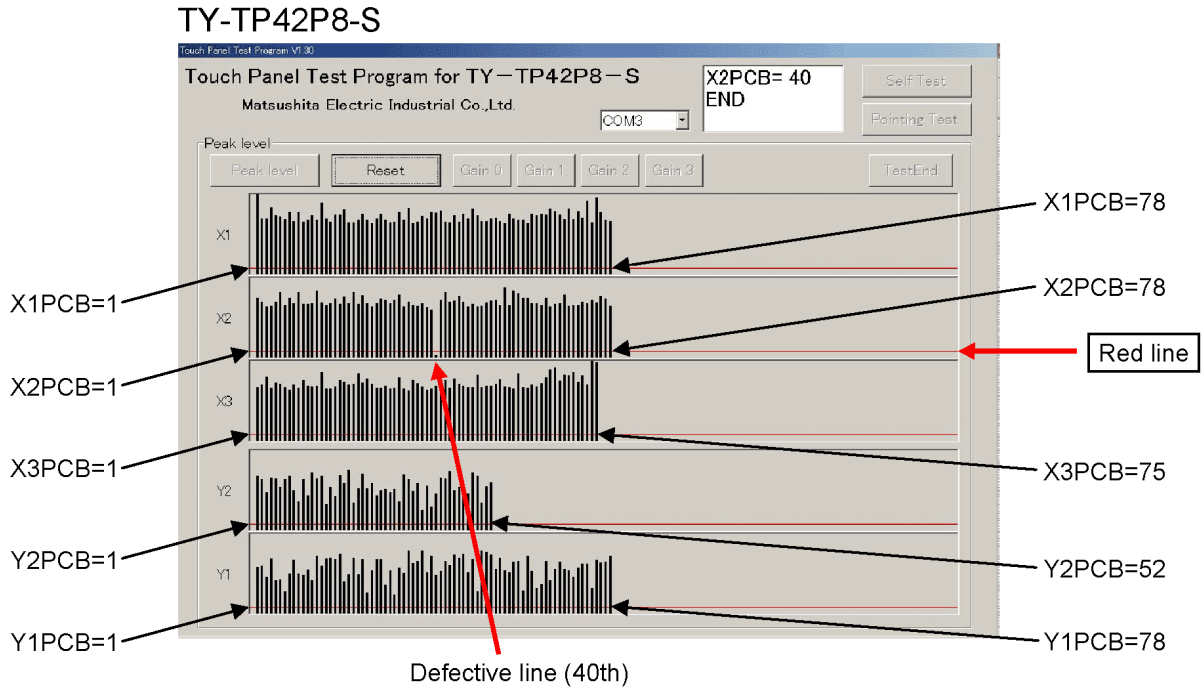 TY-TP42P8-S
Touch Panel Test Program V1.30
Touch Panel Test Program for TY－TP42P8－S
Matsushita Electric Industrial Co.,Ltd.
COM3
X2PCB= 40
END
Self Test
Pointing Test
Peak level
Peak level
Reset
Gain 0
Gain 1
Gain 2
Gain 3
TestEnd
X1
X2
X3
Y2
Y1
X1PCB=1
X2PCB=1
X3PCB=1
Y2PCB=1
Y1PCB=1
X1PCB=78
X2PCB=78
Red line
X3PCB=75
Y2PCB=52
Y1PCB=78
Defective line (40th)